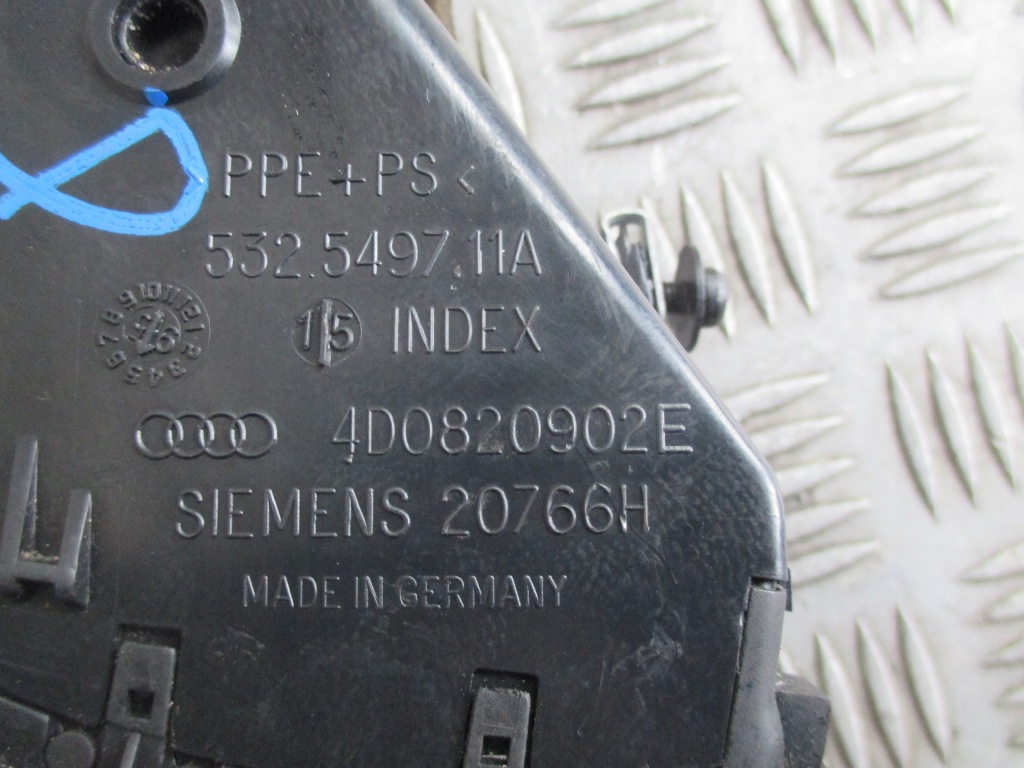 PPE+PS<
532.5497.11A
15 INDEX
4D0820902E
SIEMENS 20766H
MADE IN GERMANY